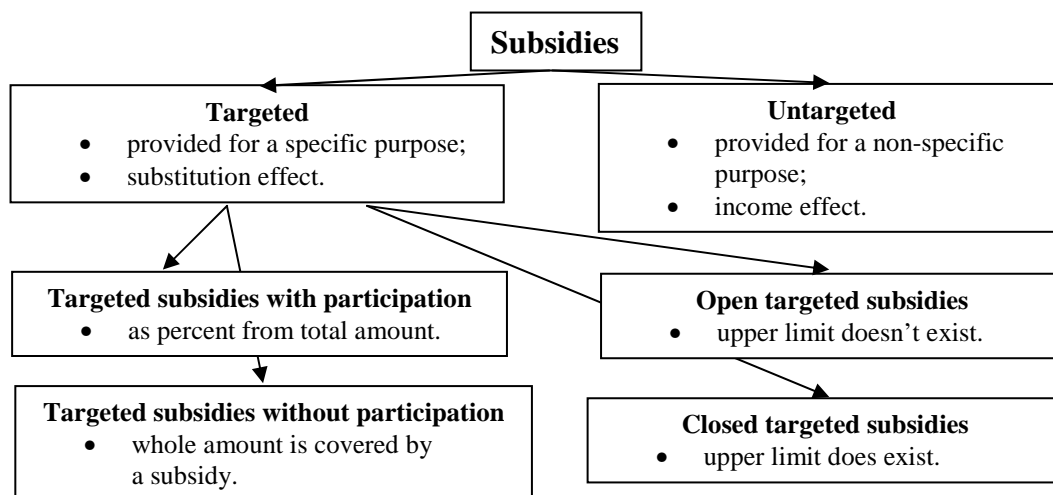 Subsidies
Targeted
• provided for a specific purpose;
• substitution effect.
Untargeted
• provided for a non-specific
purpose;
• income effect.
Targeted subsidies with participation
• as percent from total amount.
Open targeted subsidies
• upper limit doesn’t exist.
Targeted subsidies without participation
• whole amount is covered by
a subsidy.
Closed targeted subsidies
• upper limit does exist.